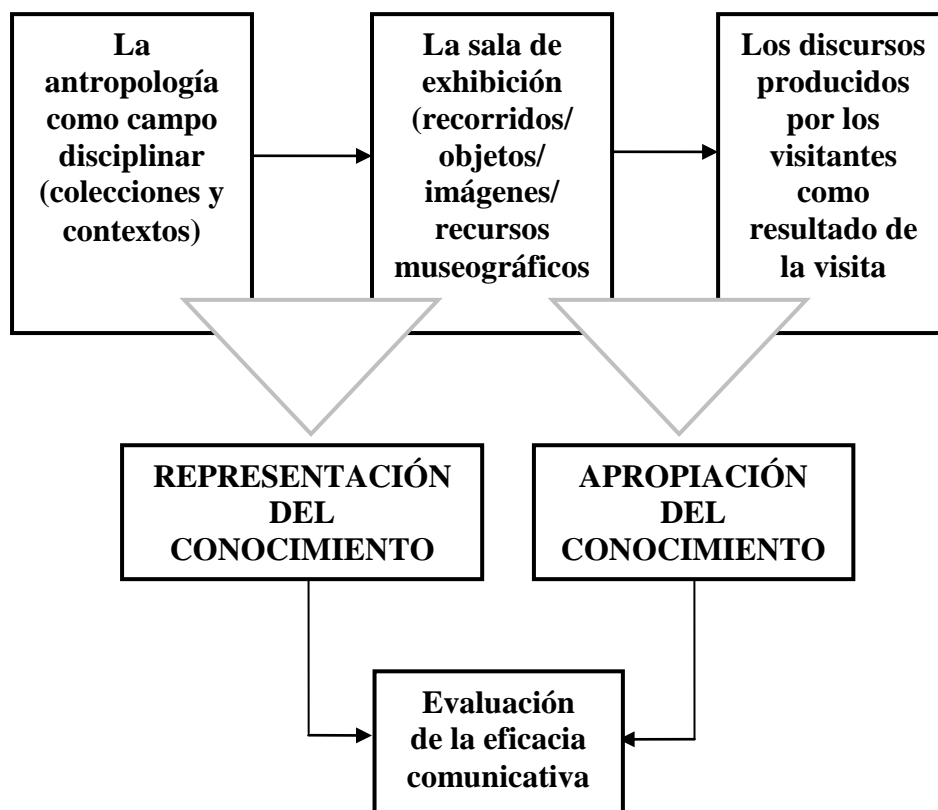 La
antropología
como campo
disciplinar
(colecciones y
contextos)
La sala de
exhibición
(recorridos/
objetos/
imágenes/
recursos
museográficos
Los discursos
producidos
por los
visitantes
como
resultado de
la visita
REPRESENTACIÓN
DEL
CONOCIMIENTO
APROPIACIÓN
DEL
CONOCIMIENTO
Evaluación
de la eficacia
comunicativa